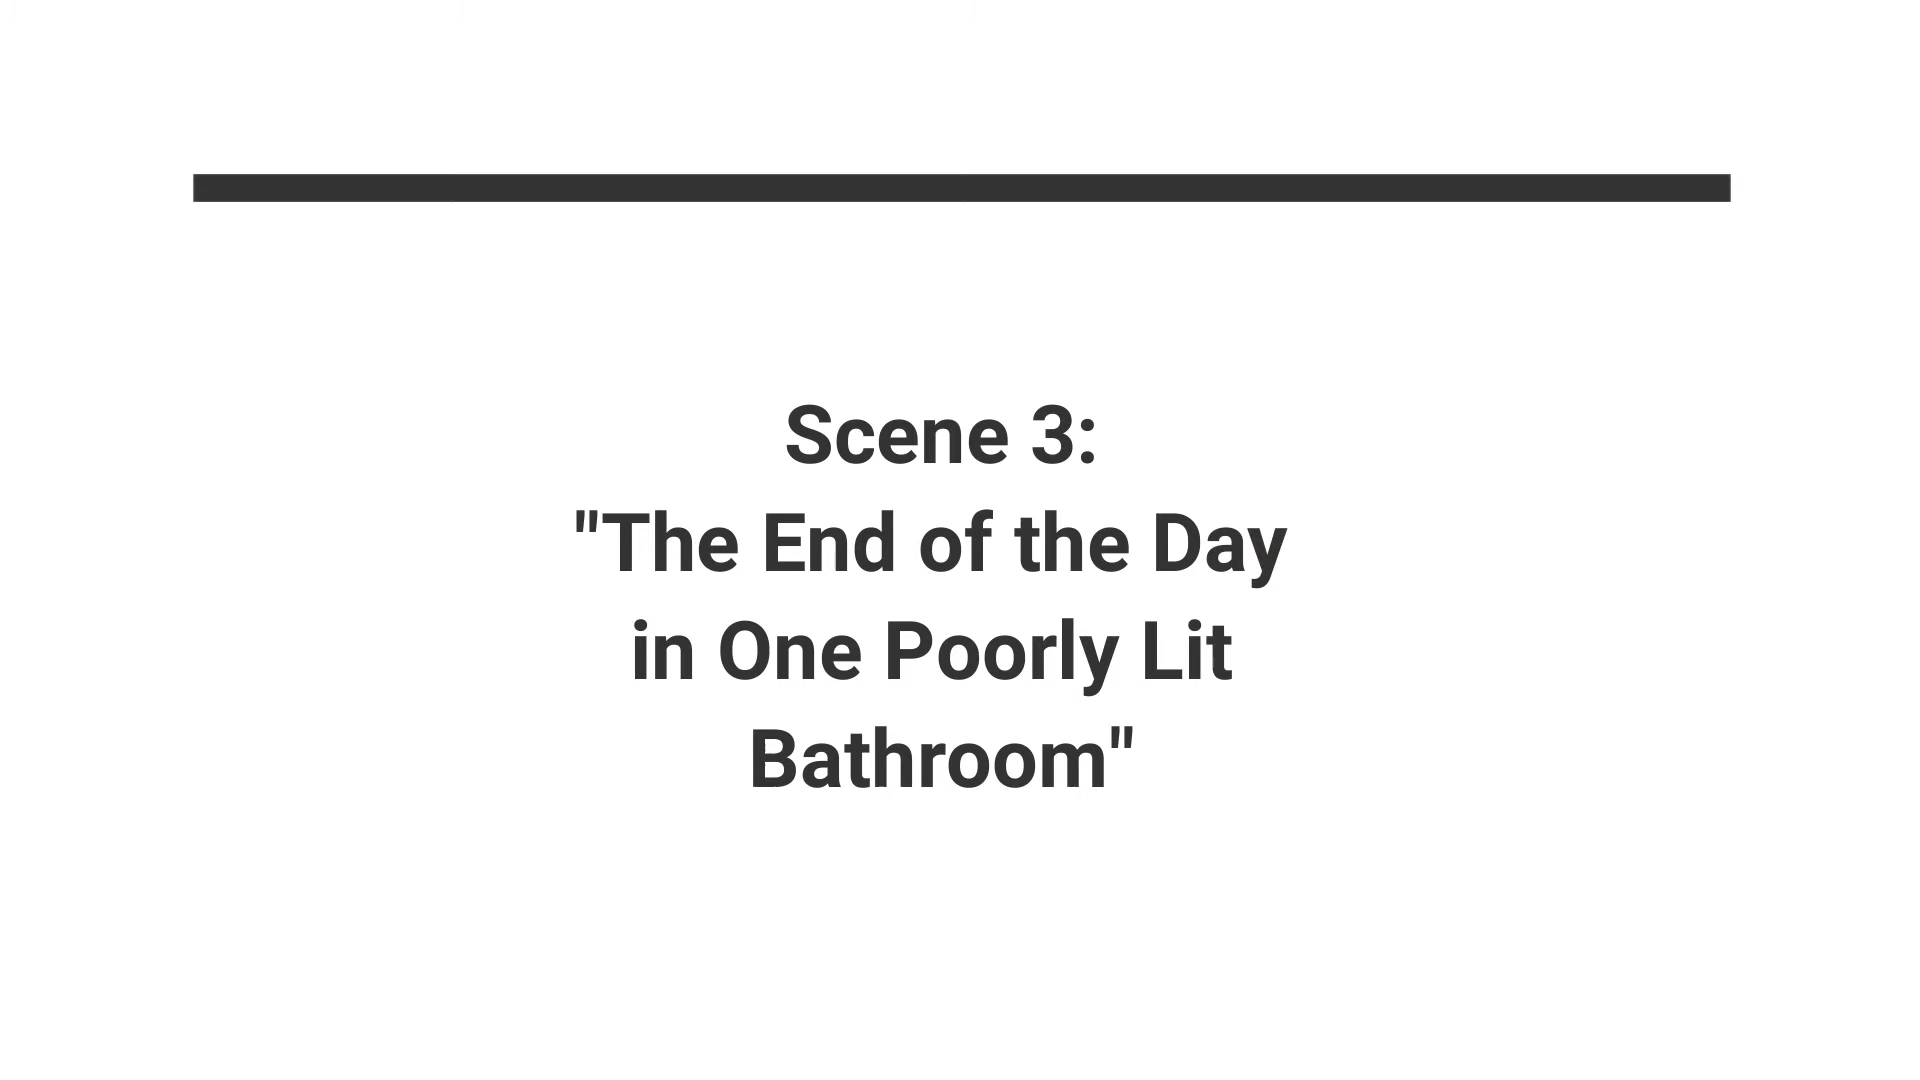 Scene 3:
"The End of the Day
in One Poorly Lit
Bathroom"